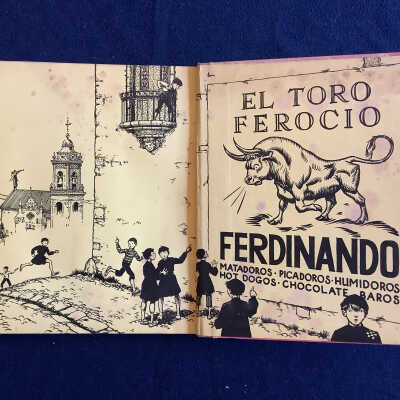 EL TORO
FEROCIO
FERDINANDO
MATADOROS · PICADOROS · HUMIDOROS
HOT DOGOS · CHOCOLATE BAROS